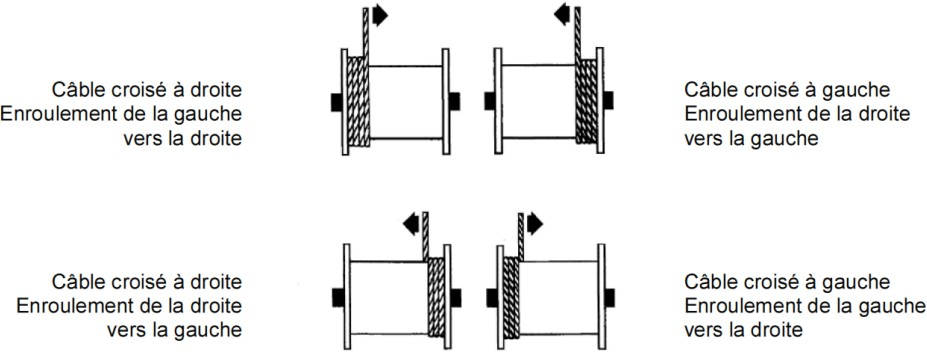 Câble croisé à droite
Enroulement de la gauche
vers la droite
Câble croisé à gauche
Enroulement de la droite
vers la gauche
Câble croisé à droite
Enroulement de la droite
vers la gauche
Câble croisé à gauche
Enroulement de la gauche
vers la droite